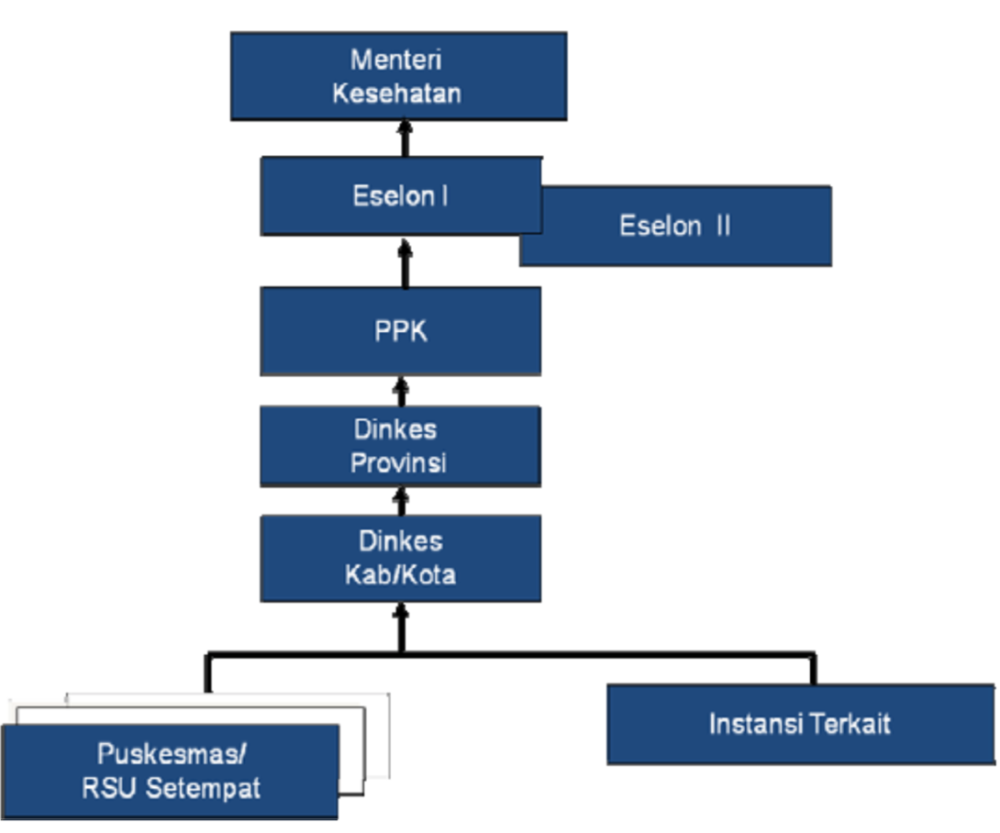 Menteri
Kesehatan
Eselon I
Eselon II
PPK
Dinkes
Provinsi
Dinkes
Kab/Kota
Instansi Terkait
Puskesmas/
RSU Setempat